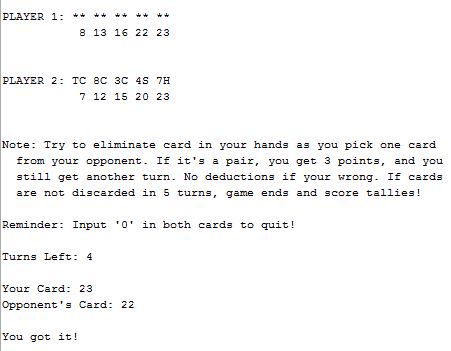 PLAYER 1: ** ** ** ** **
8 13 16 22 23
PLAYER 2: TC 8C 3C 4S 7H
7 12 15 20 23
Note: Try to eliminate card in your hands as you pick one card
from your opponent. If it's a pair, you get 3 points, and you
still get another turn. No deductions if your wrong. If cards
are not discarded in 5 turns, game ends and score tallies!
Reminder: Input '0' in both cards to quit!
Turns Left: 4
Your Card: 23
Opponent's Card: 22
You got it!